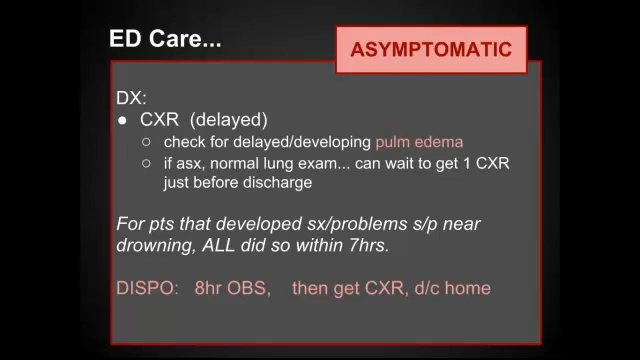 ED Care...
ASYMPTOMATIC
DX:
● CXR (delayed)
○ check for delayed/developing pulm edema
○ if asx, normal lung exam... can wait to get 1 CXR
just before discharge
For pts that developed sx/problems s/p near
drowning, ALL did so within 7hrs.
DISPO: 8hr OBS, then get CXR, d/c home